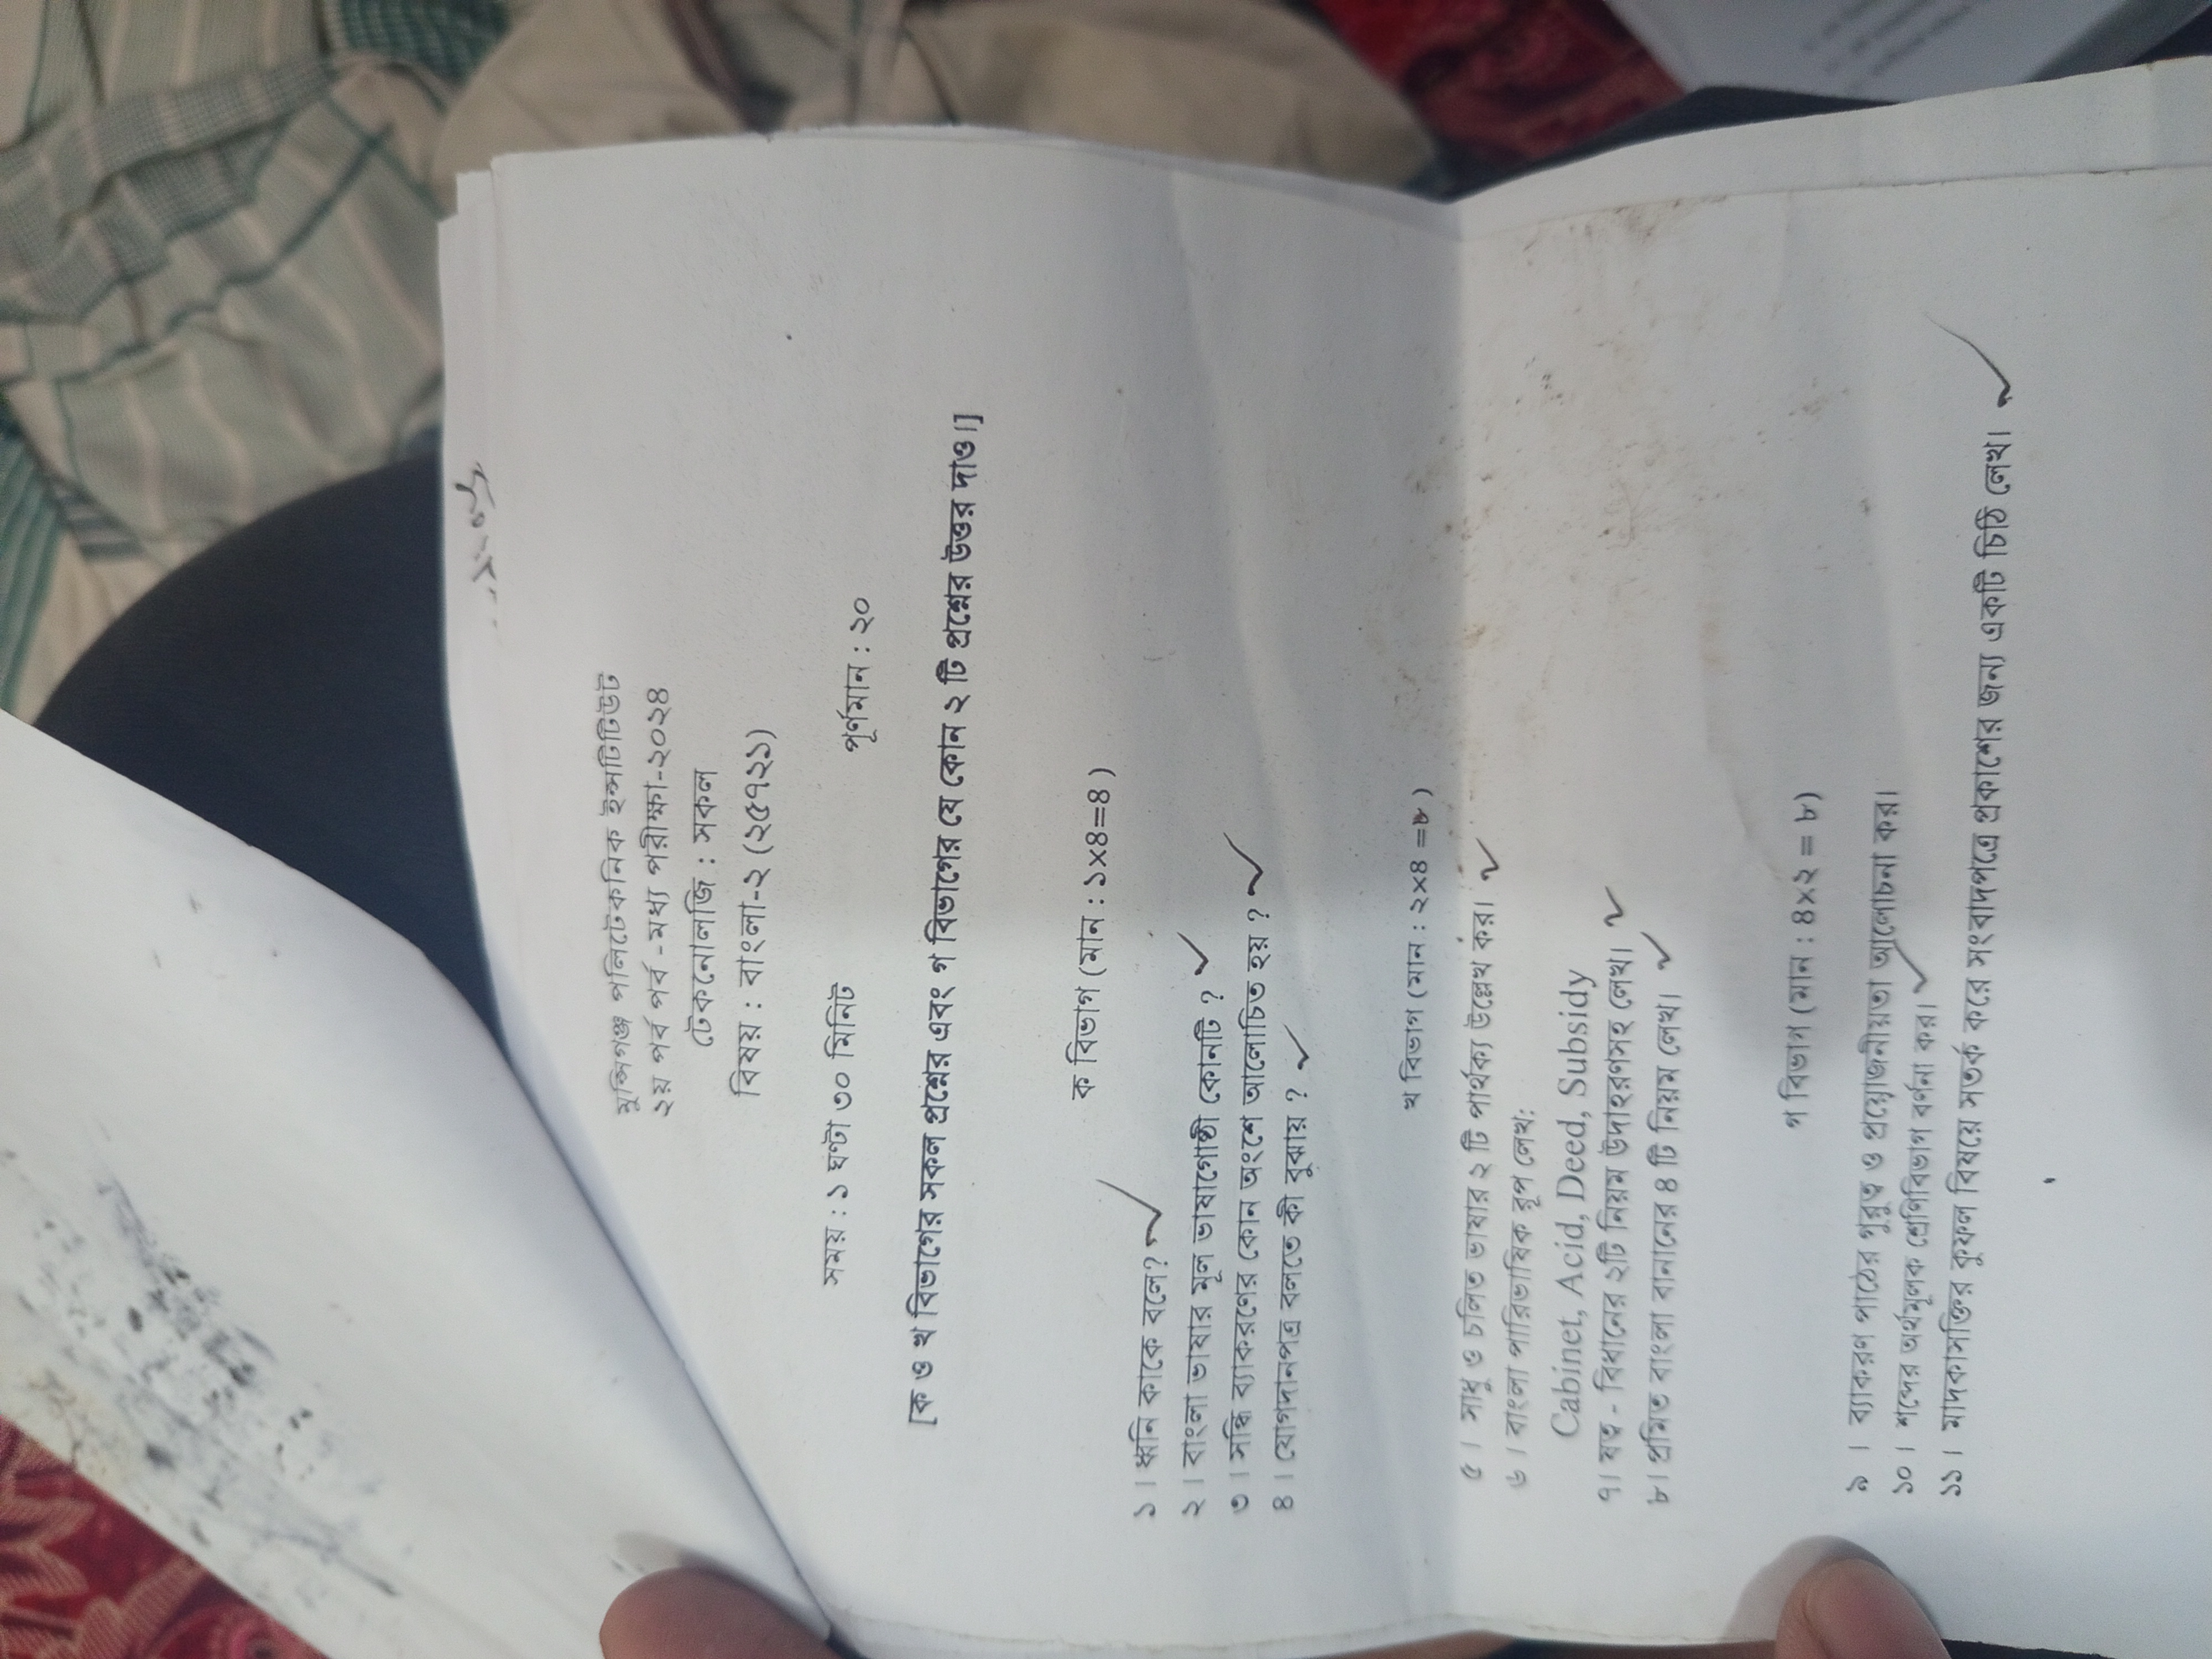 মুন্সিগঞ্জ পলিটেকনিক ইন্সটিটিউট
২য় পর্ব -মধ্য পরীক্ষা-২০২৪
টেকনোলজি : সকল
বিষয় : বাংলা-২ (২৫৭২১)
সময় : ১ ঘণ্টা ৩০ মিনিট পূর্ণমান : ২০
[ক ও খ বিভাগের সকল প্রশ্নের এবং গ বিভাগের যে কোন ২ টি প্রশ্নের উত্তর দাও।]
ক বিভাগ (মান : ১×৪=৪)
১। ধ্বনি কাকে বলে?
২। বাংলা ভাষার মূল ভাষাগোষ্ঠী কোনটি ?
৩। সন্ধি ব্যাকরণের কোন অংশে আলোচিত হয় ?
৪। যোগদানপত্র বলতে কী বুঝায় ?
খ বিভাগ (মান : ২×৪ =৮)
৫। সাধু ও চলিত ভাষার ২ টি পার্থক্য উল্লেখ কর।
৬। বাংলা পারিভাষিক রূপ লেখ:
Cabinet, Acid, Deed, Subsidy
৭। ষত্ব - বিধানের ২টি নিয়ম উদাহরণসহ লেখ।
৮। প্রমিত বাংলা বানানের ৪ টি নিয়ম লেখ।
গ বিভাগ (মান : ৪×২ = ৮)
৯। ব্যাকরণ পাঠের গুরুত্ব ও প্রয়োজনীয়তা আলোচনা কর।
১০। শব্দের অর্থমূলক শ্রেণিবিভাগ বর্ণনা কর।
১১। মাদকাসক্তির কুফল বিষয়ে সতর্ক করে সংবাদপত্রে প্রকাশের জন্য একটি চিঠি লেখ।